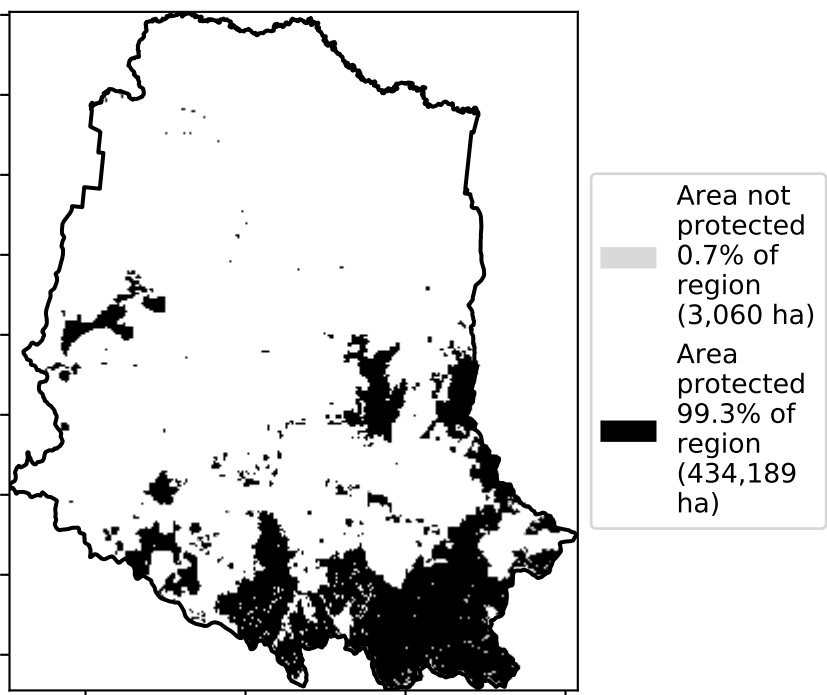 Area not
protected
0.7% of
region
(3,060 ha)
Area
protected
99.3% of
region
(434,189
ha)